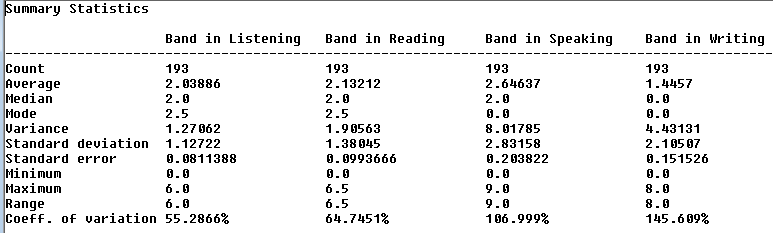 Summary Statistics
Band in Listening Band in Reading Band in Speaking Band in Writing
Count 193 193 193 193
Average 2.03886 2.13212 2.64637 1.4457
Median 2.0 2.0 2.0 0.0
Mode 2.5 2.5 0.0 0.0
Variance 1.27062 1.90563 8.01785 4.43131
Standard deviation 1.12722 1.38045 2.83158 2.10507
Standard error 0.0811388 0.0993666 0.203822 0.151526
Minimum 0.0 0.0 0.0 0.0
Maximum 6.0 6.5 9.0 8.0
Range 6.0 6.5 9.0 8.0
Coeff. of variation 55.2866% 64.7451% 106.999% 145.609%